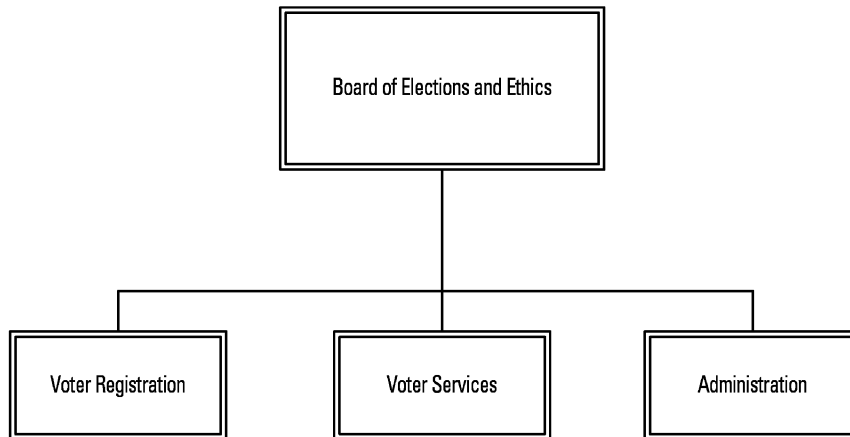 Board of Elections and Ethics
Voter Registration
Voter Services
Administration